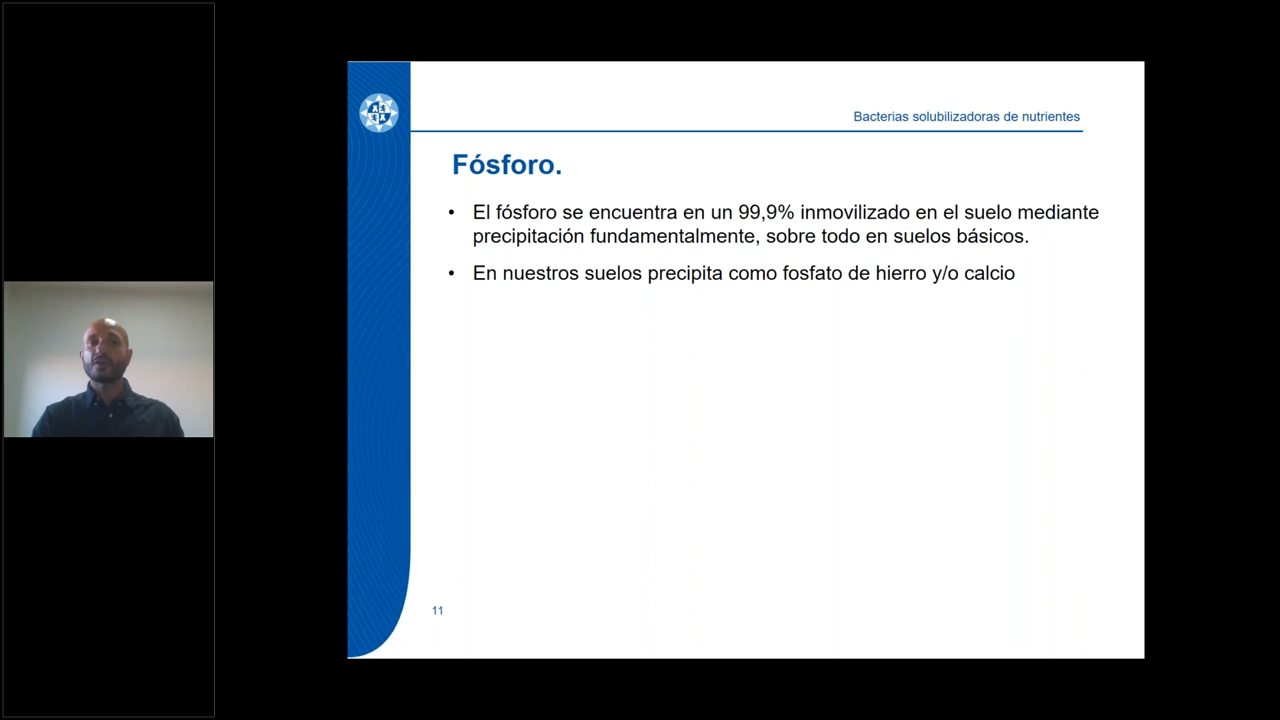 Bacterias solubilizadoras de nutrientes
Fósforo.
• El fósforo se encuentra en un 99,9% inmovilizado en el suelo mediante
precipitación fundamentalmente, sobre todo en suelos básicos.
• En nuestros suelos precipita como fosfato de hierro y/o calcio
11